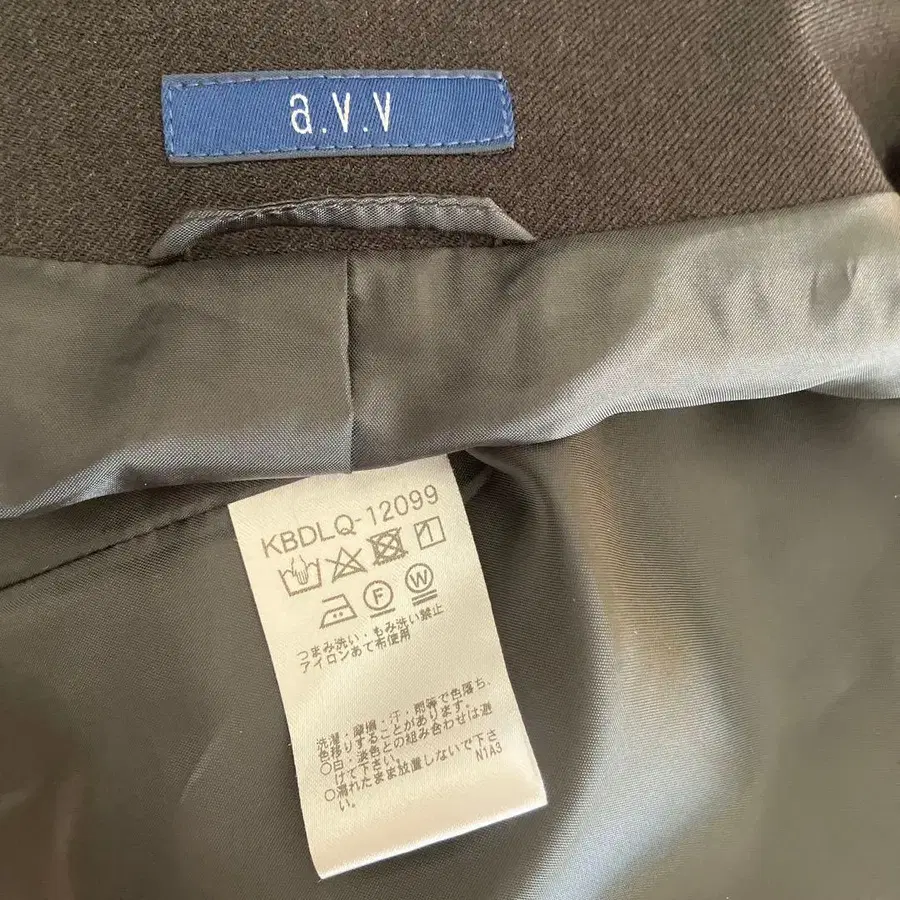 a.v.v
KBDLQ-12099
F W
つまみ洗い・もみ洗い禁止
アイロンあて布使用
洗濯・摩擦・汗・雨等で色落ち、
色移りすることがあります。
○白・淡色との組み合わせは避
けて下さい。
○濡れたまま放置しないで下さ
い。
N1A3